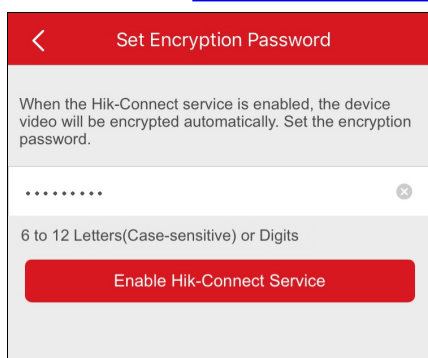 Set Encryption Password
When the Hik-Connect service is enabled, the device
video will be encrypted automatically. Set the encryption
password.
•••••••••
6 to 12 Letters(Case-sensitive) or Digits
Enable Hik-Connect Service